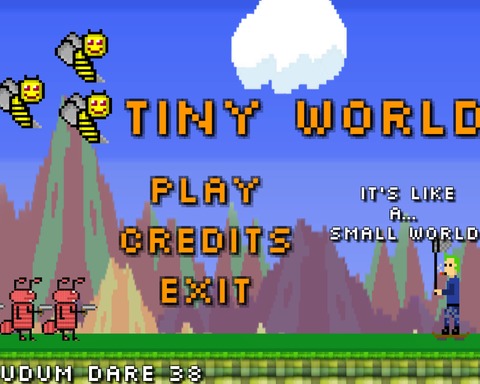 TINY WORLD
PLAY
IT'S LIKE
A...
SMALL WORLD
CREDITS
EXIT
UDUM DARE 38